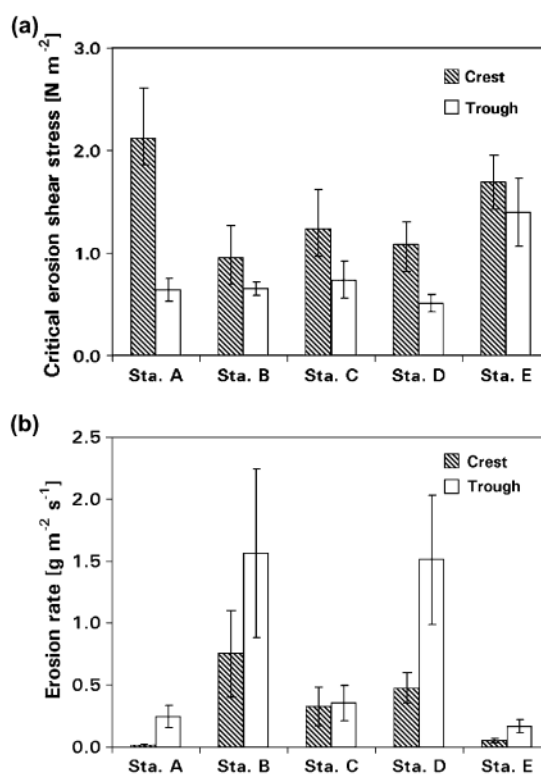 (a)
Critical erosion shear stress [N m⁻²]
3.0
2.0
1.0
0.0
Crest
Trough
Sta. A Sta. B Sta. C Sta. D Sta. E
(b)
Erosion rate [g m⁻² s⁻¹]
2.5
2.0
1.5
1.0
0.5
0.0
Crest
Trough
Sta. A Sta. B Sta. C Sta. D Sta. E